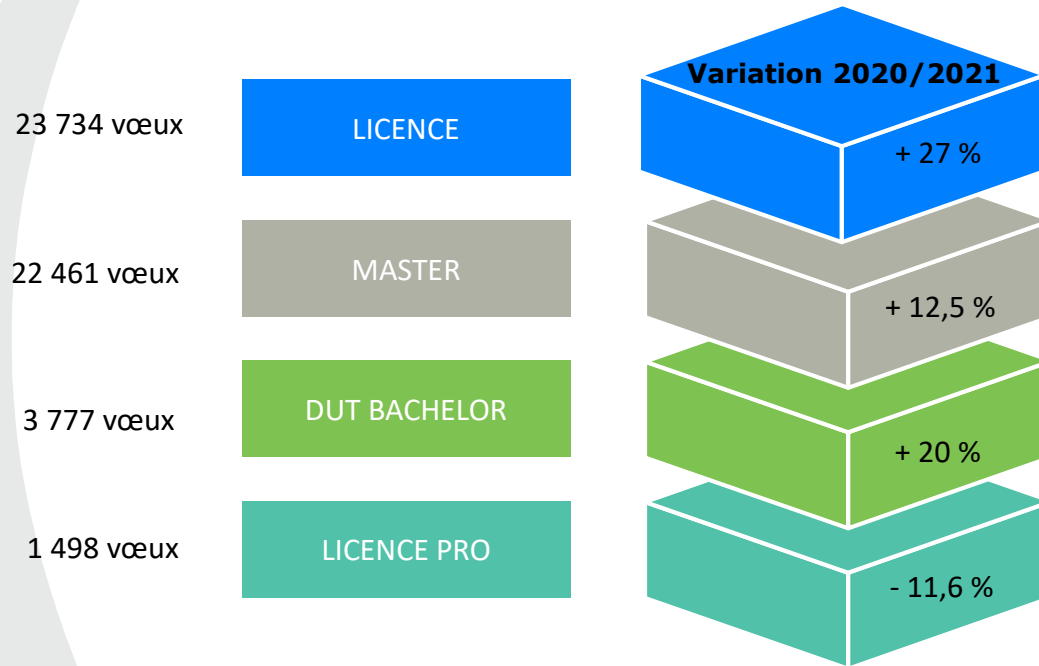 Variation 2020/2021
23 734 vœux
LICENCE
+ 27 %
22 461 vœux
MASTER
+ 12,5 %
3 777 vœux
DUT BACHELOR
+ 20 %
1 498 vœux
LICENCE PRO
- 11,6 %